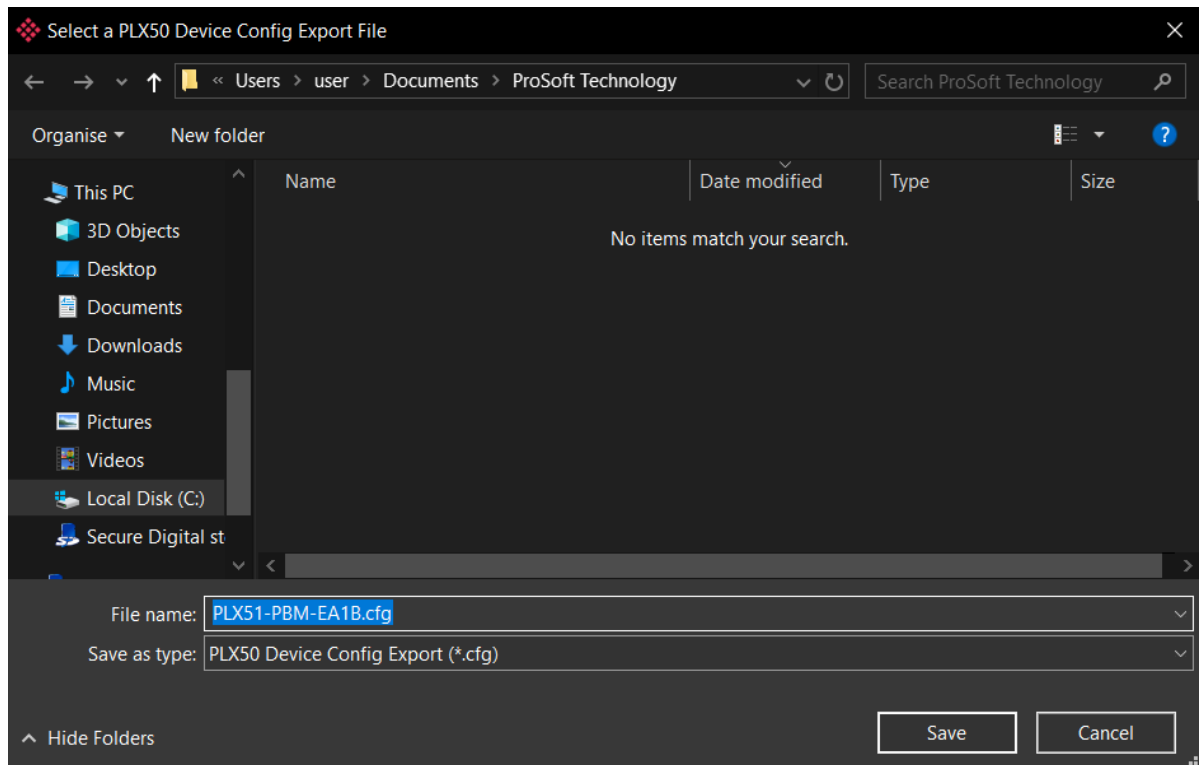 Select a PLX50 Device Config Export File
« Users > user > Documents > ProSoft Technology
Search ProSoft Technology
Organise
New folder
?
This PC
3D Objects
Desktop
Documents
Downloads
Music
Pictures
Videos
Local Disk (C:)
Secure Digital st
Name
Date modified
Type
Size
No items match your search.
File name: PLX51-PBM-EA1B.cfg
Save as type: PLX50 Device Config Export (*.cfg)
Hide Folders
Save
Cancel